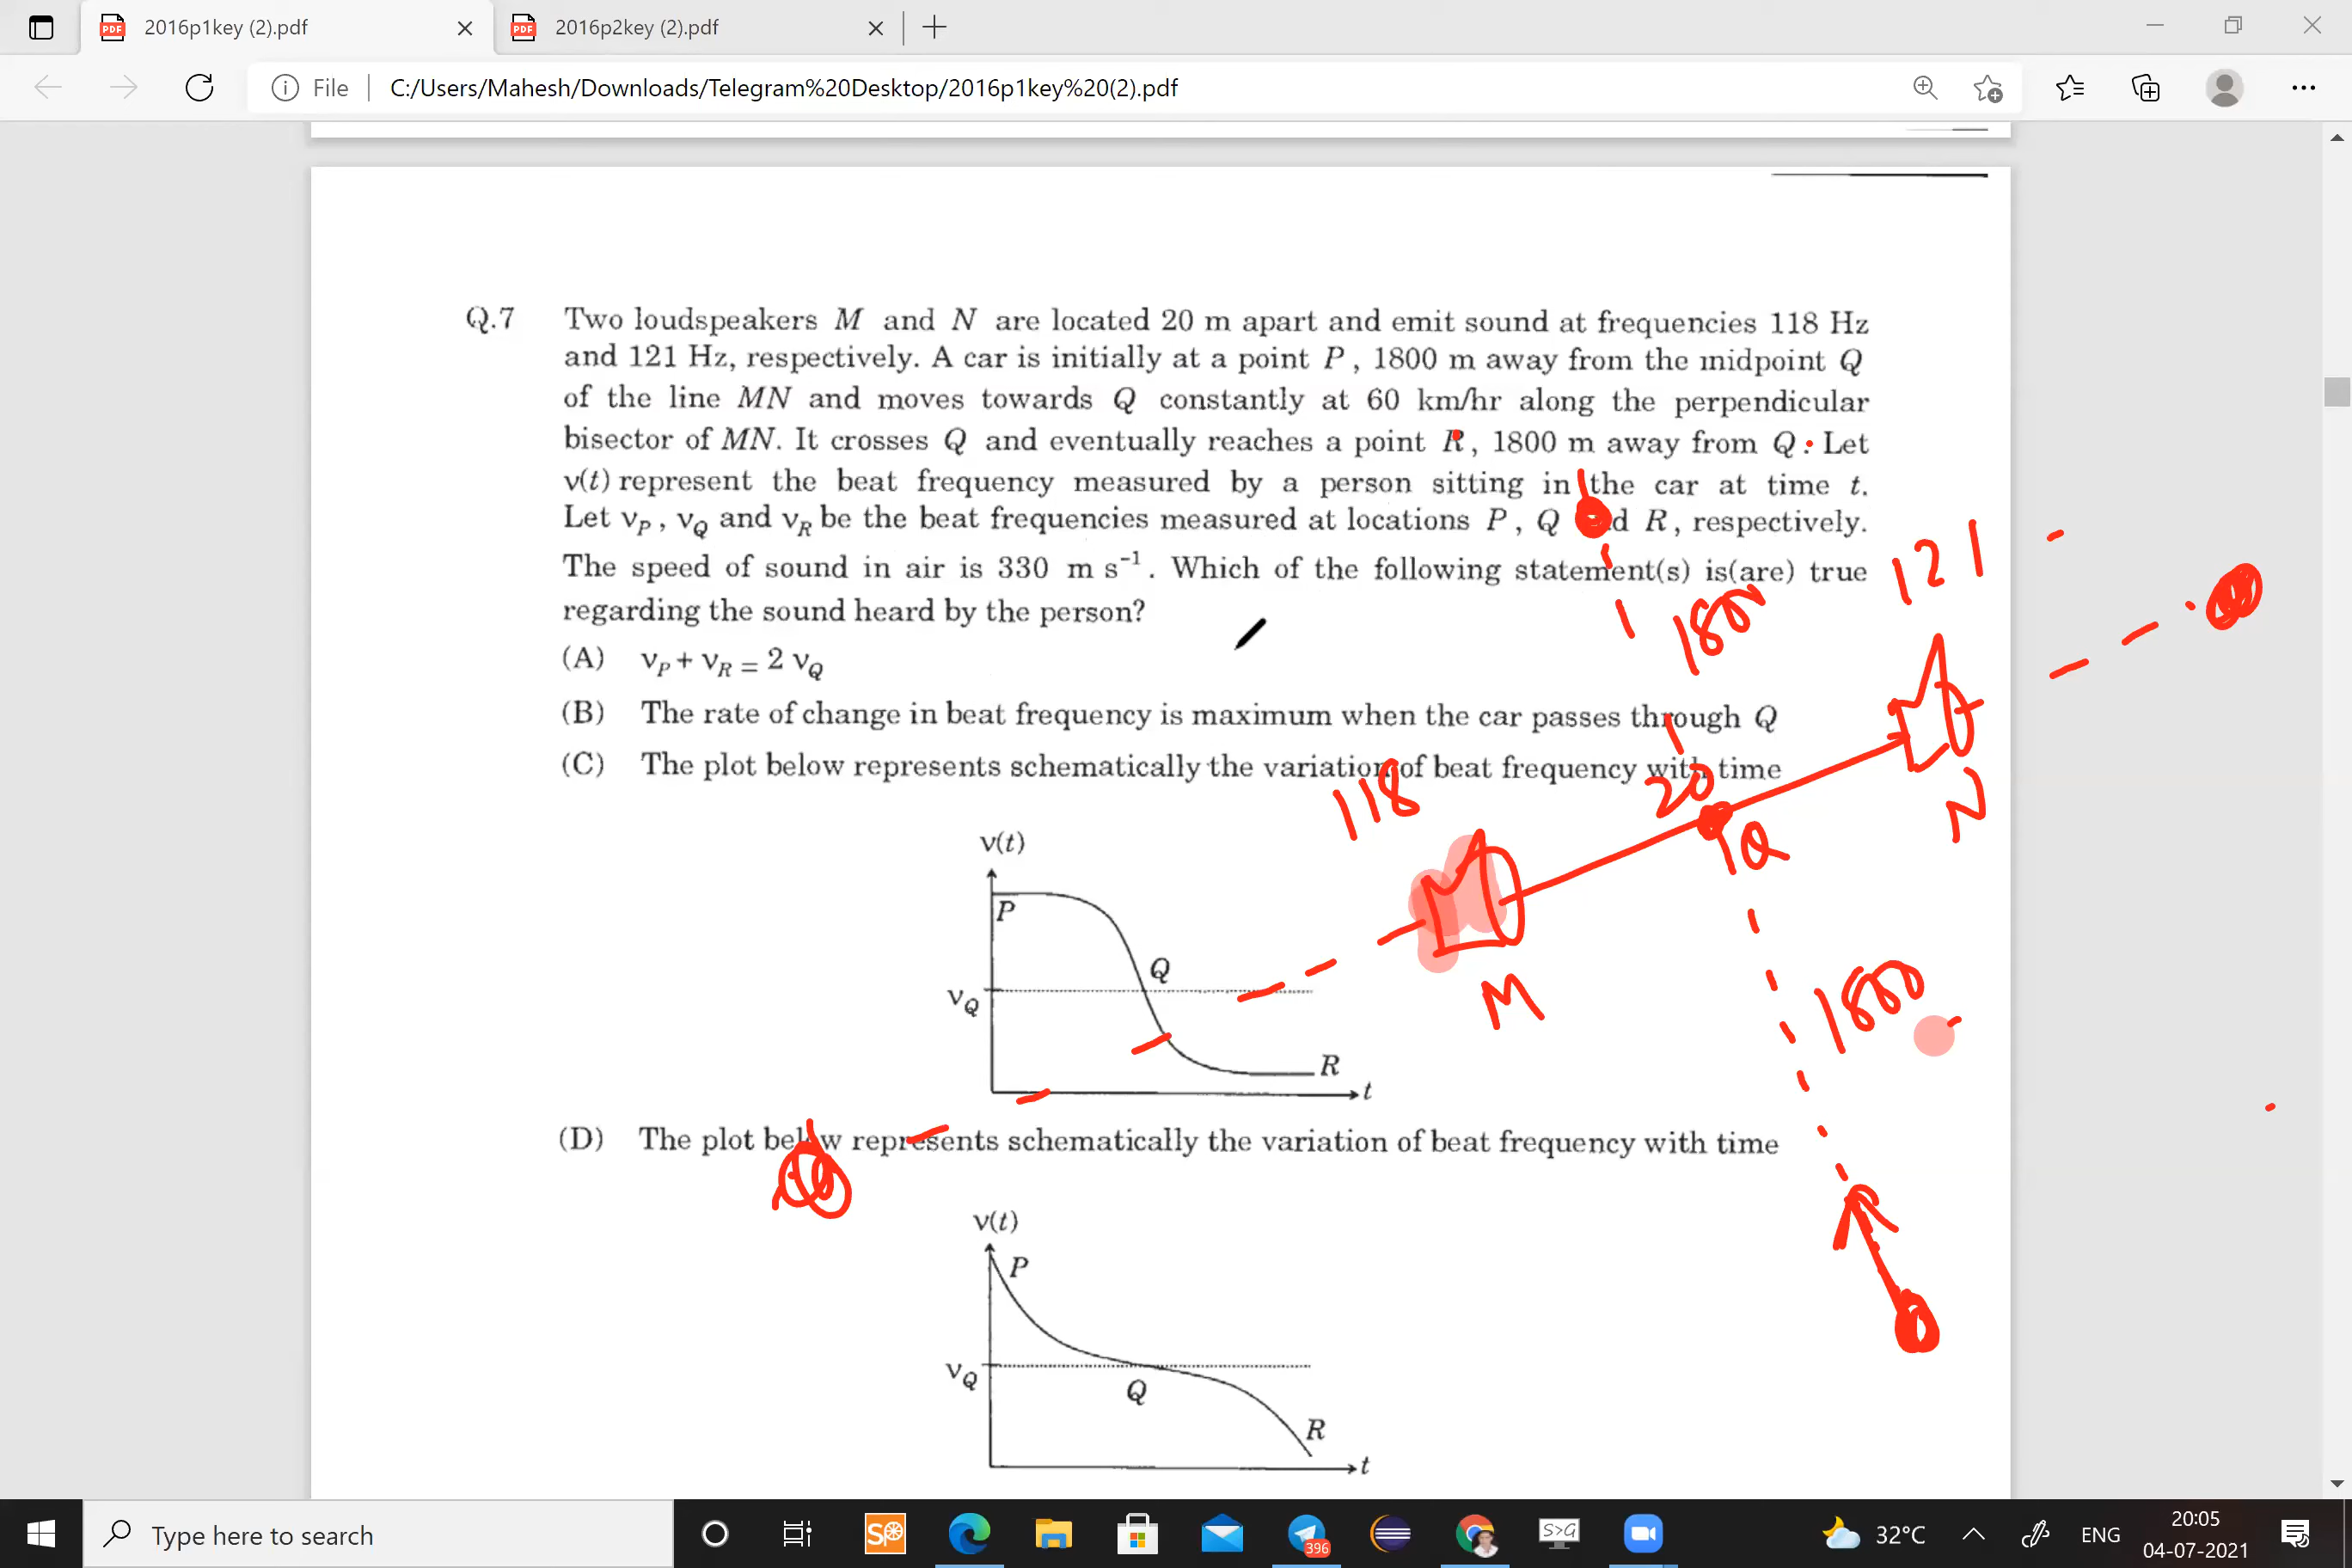 2016p1key (2).pdf
2016p2key (2).pdf
File
C:/Users/Mahesh/Downloads/Telegram%20Desktop/2016p1key%20(2).pdf
Q.7 Two loudspeakers M and N are located 20 m apart and emit sound at frequencies 118 Hz
and 121 Hz, respectively. A car is initially at a point P, 1800 m away from the midpoint Q
of the line MN and moves towards Q constantly at 60 km/hr along the perpendicular
bisector of MN. It crosses Q and eventually reaches a point R, 1800 m away from Q. Let
ν(t) represent the beat frequency measured by a person sitting in the car at time t.
Let νP, νQ and νR be the beat frequencies measured at locations P, Q and R, respectively.
The speed of sound in air is 330 m s⁻¹. Which of the following statement(s) is(are) true
regarding the sound heard by the person?
(A) νP + νR = 2 νQ
(B) The rate of change in beat frequency is maximum when the car passes through Q
(C) The plot below represents schematically the variation of beat frequency with time
ν(t)
P
Q
νQ
R
t
(D) The plot below represents schematically the variation of beat frequency with time
ν(t)
P
νQ
Q
R
t
121
1800
N
20
118
Q
M
1800
Type here to search
396
S>G
32°C
ENG
20:05
04-07-2021